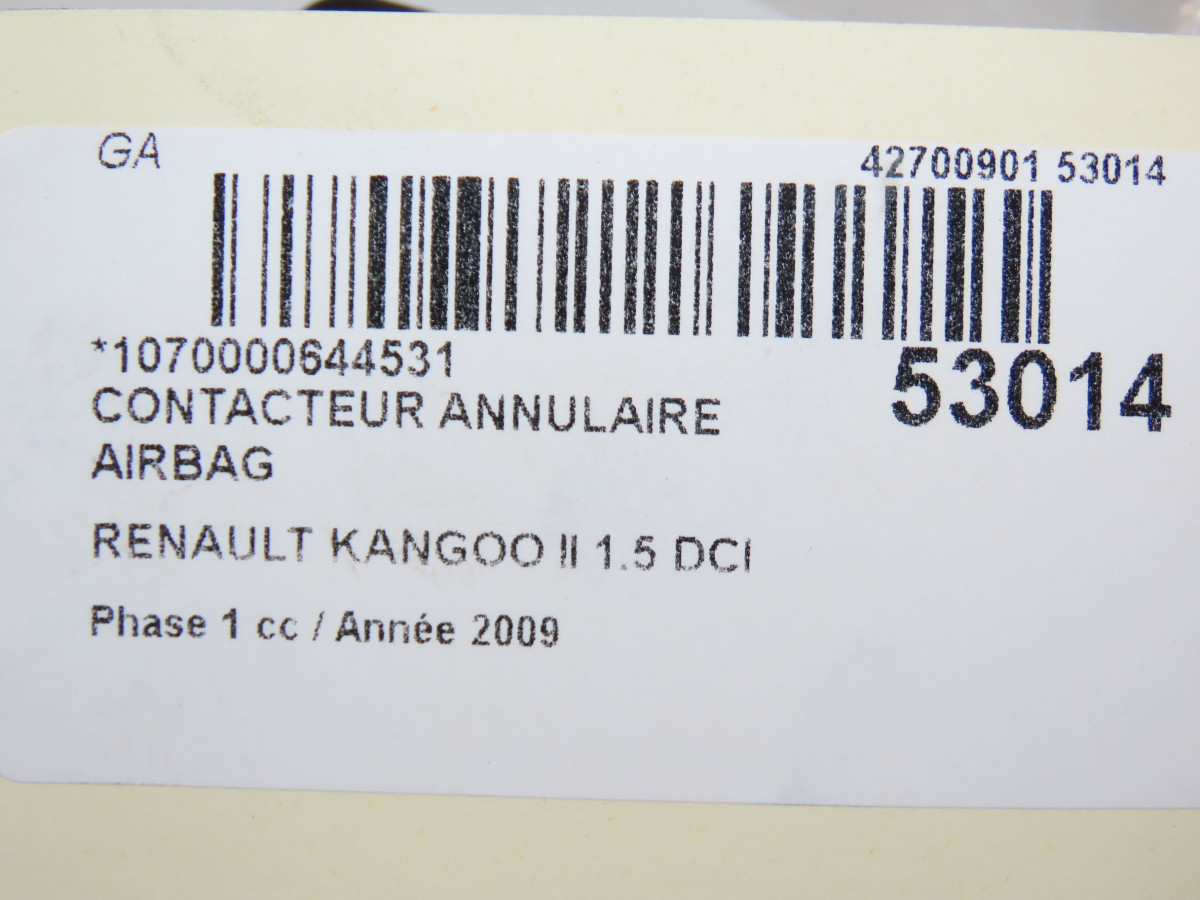 GA
42700901 53014
*1070000644531
53014
CONTACTEUR ANNULAIRE
AIRBAG
RENAULT KANGOO II 1.5 DCI
Phase 1 cc / Année 2009